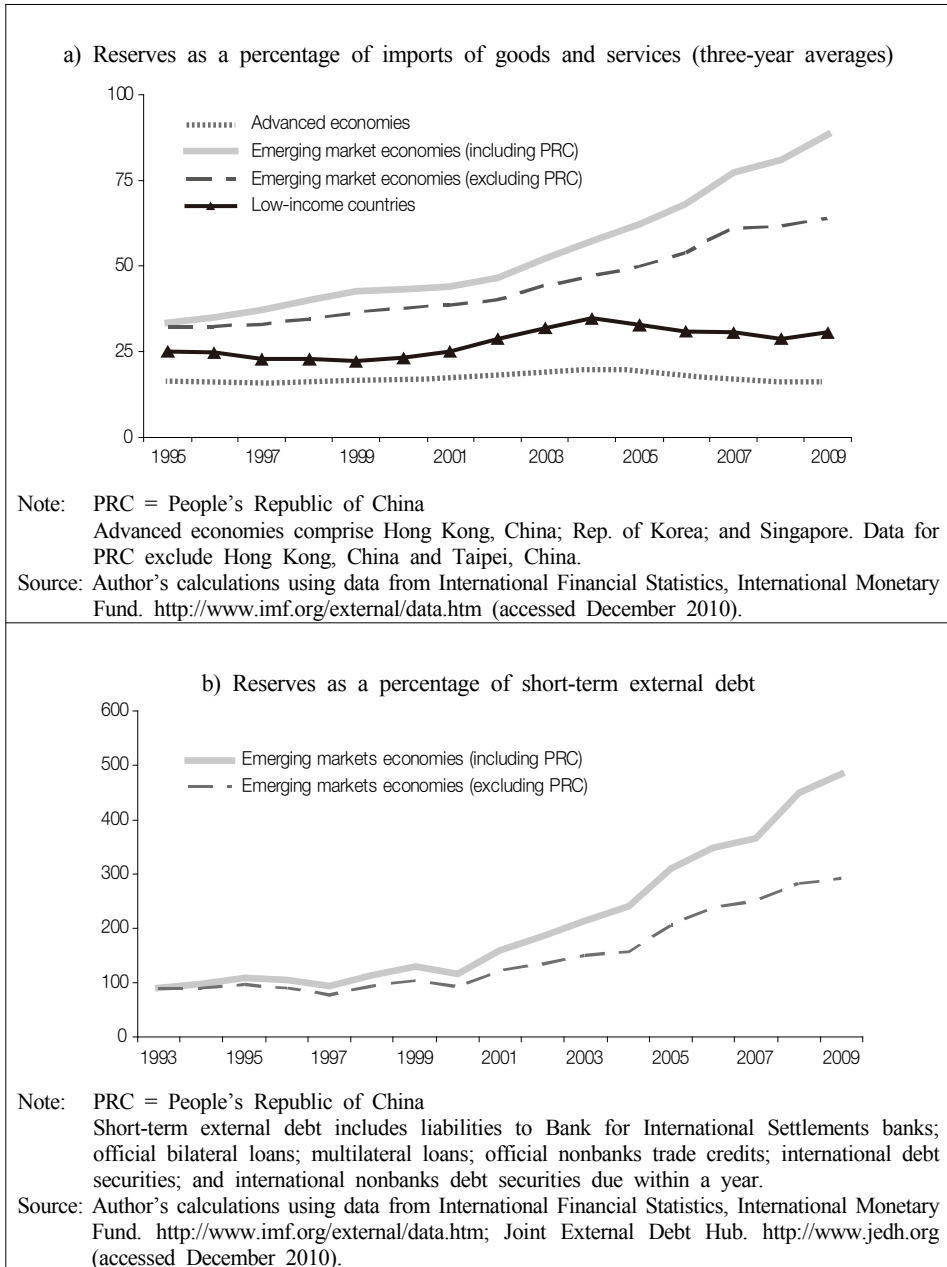 a) Reserves as a percentage of imports of goods and services (three-year averages)
100
75
50
25
0
Advanced economies
Emerging market economies (including PRC)
Emerging market economies (excluding PRC)
Low-income countries
1995 1997 1999 2001 2003 2005 2007 2009
Note: PRC = People's Republic of China
Advanced economies comprise Hong Kong, China; Rep. of Korea; and Singapore. Data for
PRC exclude Hong Kong, China and Taipei, China.
Source: Author's calculations using data from International Financial Statistics, International Monetary
Fund. http://www.imf.org/external/data.htm (accessed December 2010).
b) Reserves as a percentage of short-term external debt
600
500
400
300
200
100
0
Emerging markets economies (including PRC)
Emerging markets economies (excluding PRC)
1993 1995 1997 1999 2001 2003 2005 2007 2009
Note: PRC = People's Republic of China
Short-term external debt includes liabilities to Bank for International Settlements banks;
official bilateral loans; multilateral loans; official nonbanks trade credits; international debt
securities; and international nonbanks debt securities due within a year.
Source: Author's calculations using data from International Financial Statistics, International Monetary
Fund. http://www.imf.org/external/data.htm; Joint External Debt Hub. http://www.jedh.org
(accessed December 2010).